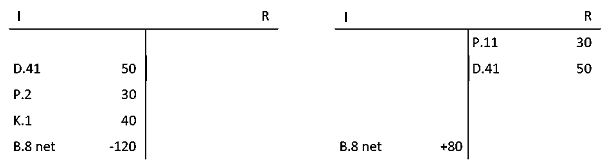 I R
D.41 50
P.2 30
K.1 40
B.8 net -120
I R
P.11 30
D.41 50
B.8 net +80